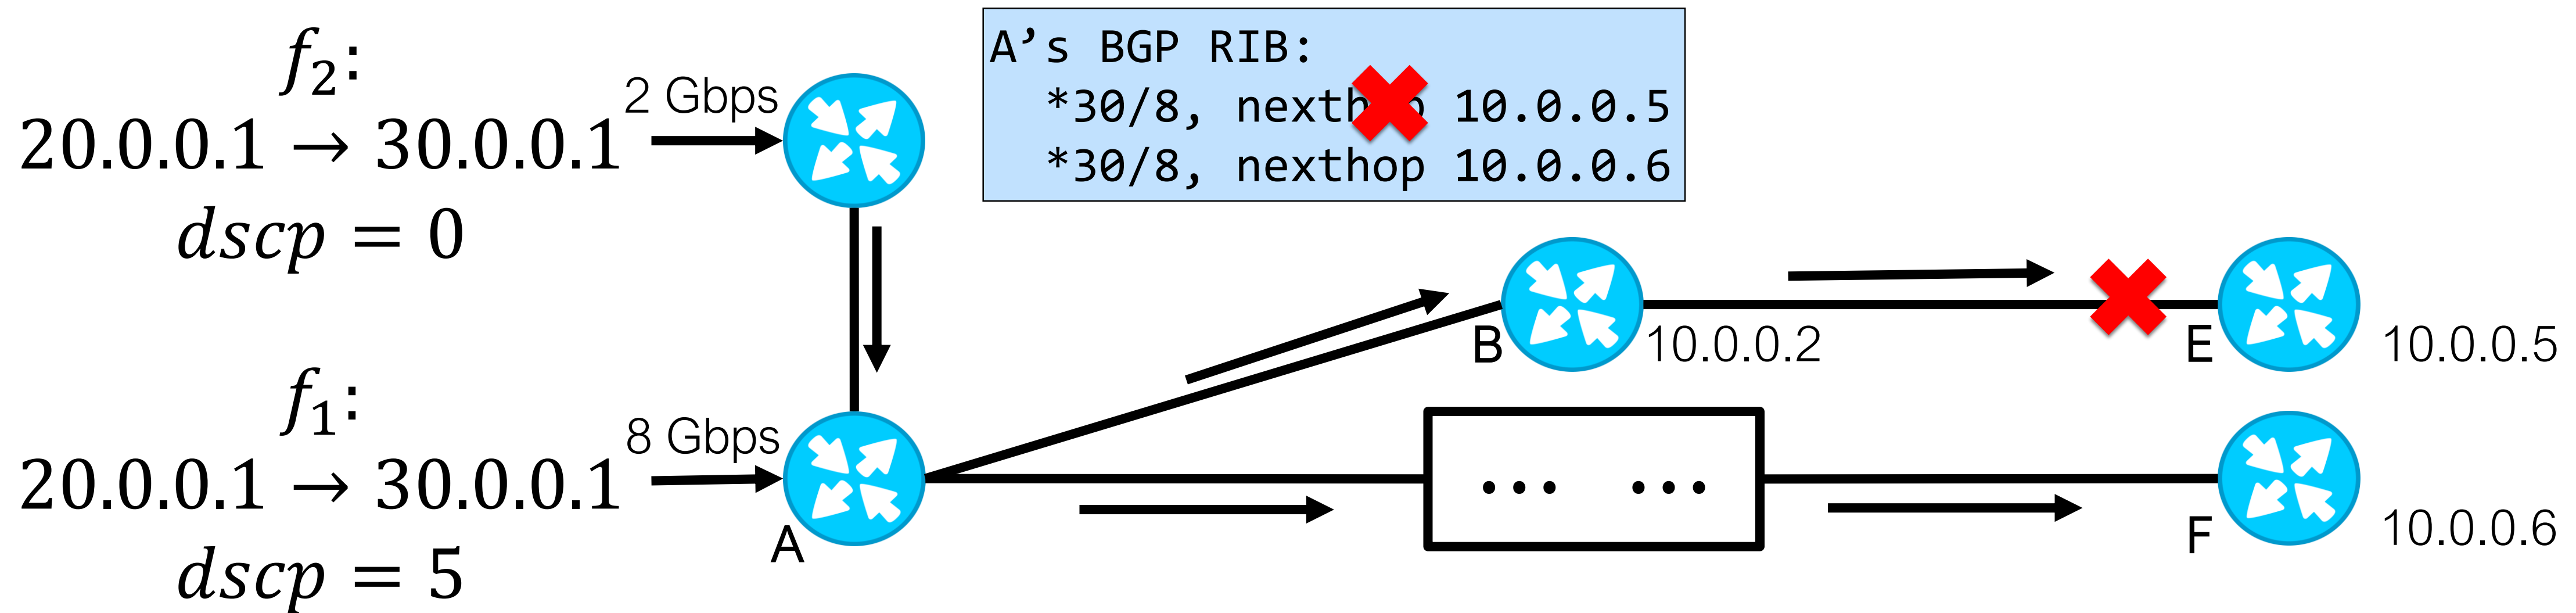 f₂:
20.0.0.1 → 30.0.0.1
dscp = 0
2 Gbps
A's BGP RIB:
*30/8, nexthop 10.0.0.5
*30/8, nexthop 10.0.0.6
f₁:
20.0.0.1 → 30.0.0.1
dscp = 5
8 Gbps
A
B
10.0.0.2
E
10.0.0.5
... ...
F
10.0.0.6